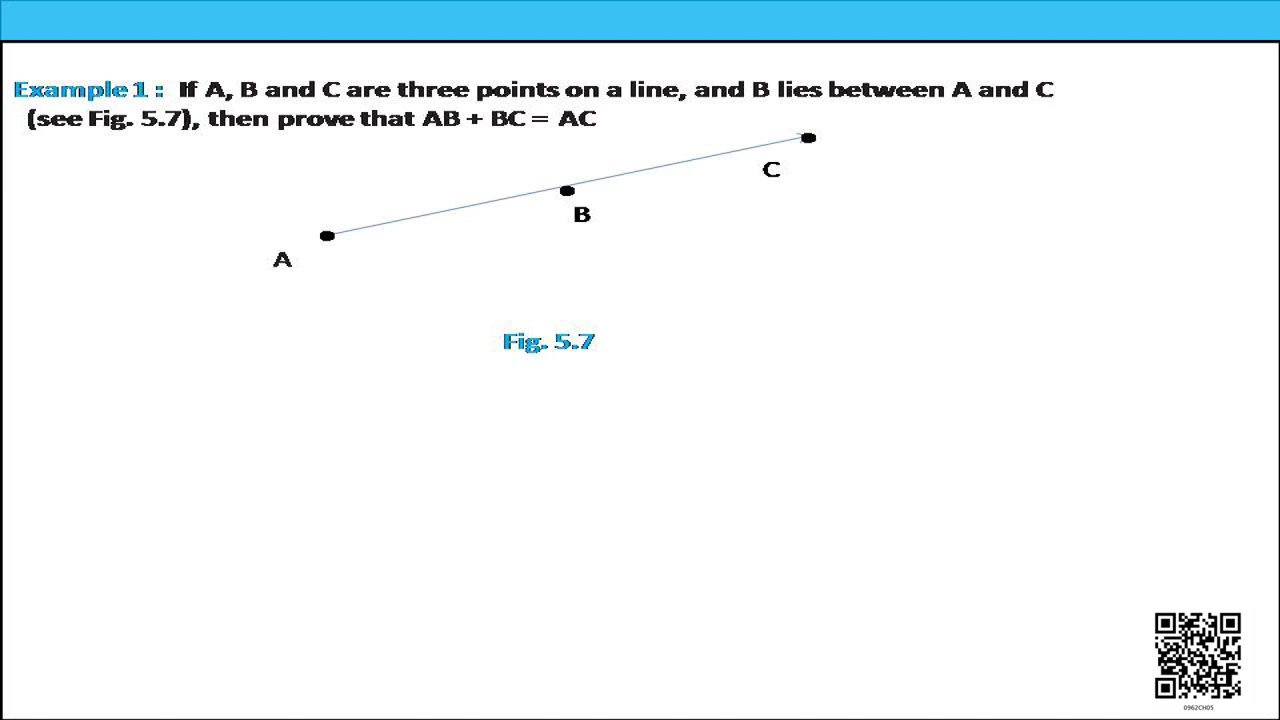 Example 1 : If A, B and C are three points on a line, and B lies between A and C
(see Fig. 5.7), then prove that AB + BC = AC
C
B
A
Fig. 5.7
0962CH05